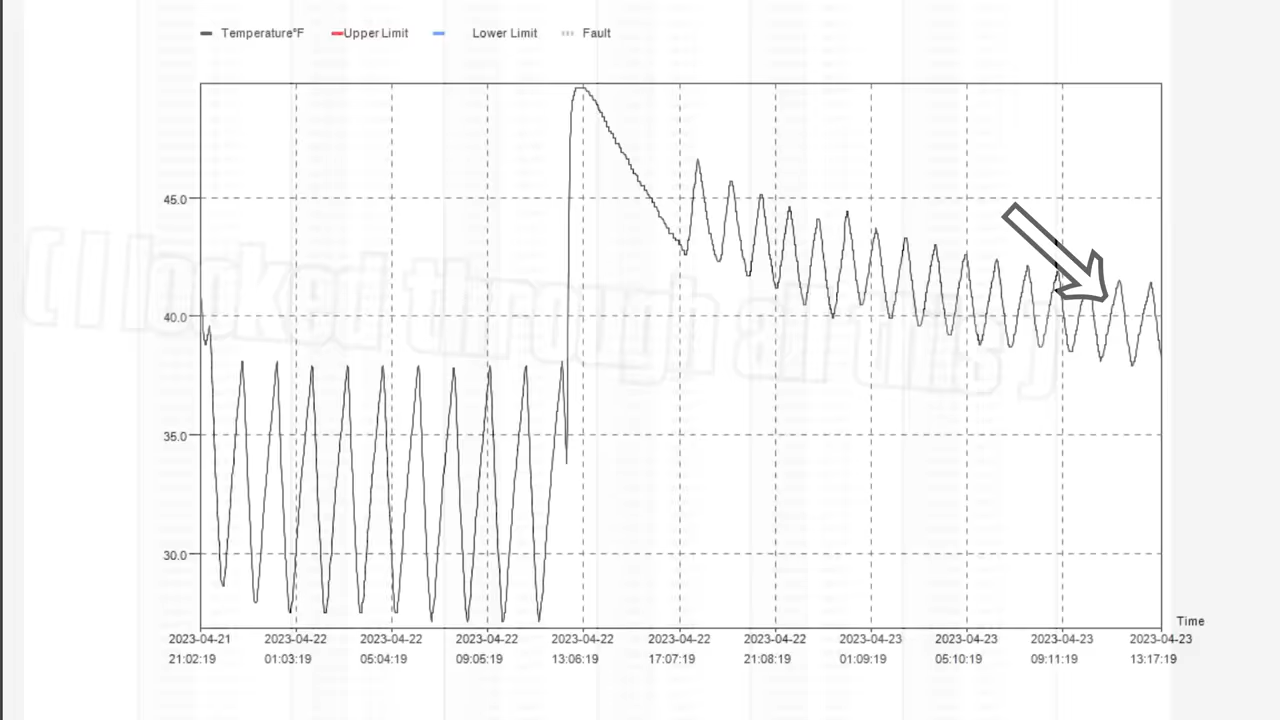 Temperature°F Upper Limit Lower Limit Fault
45.0
( I looked through all this )
40.0
35.0
30.0
Time
2023-04-21 2023-04-22 2023-04-22 2023-04-22 2023-04-22 2023-04-22 2023-04-22 2023-04-23 2023-04-23 2023-04-23 2023-04-23
21:02:19 01:03:19 05:04:19 09:05:19 13:06:19 17:07:19 21:08:19 01:09:19 05:10:19 09:11:19 13:17:19